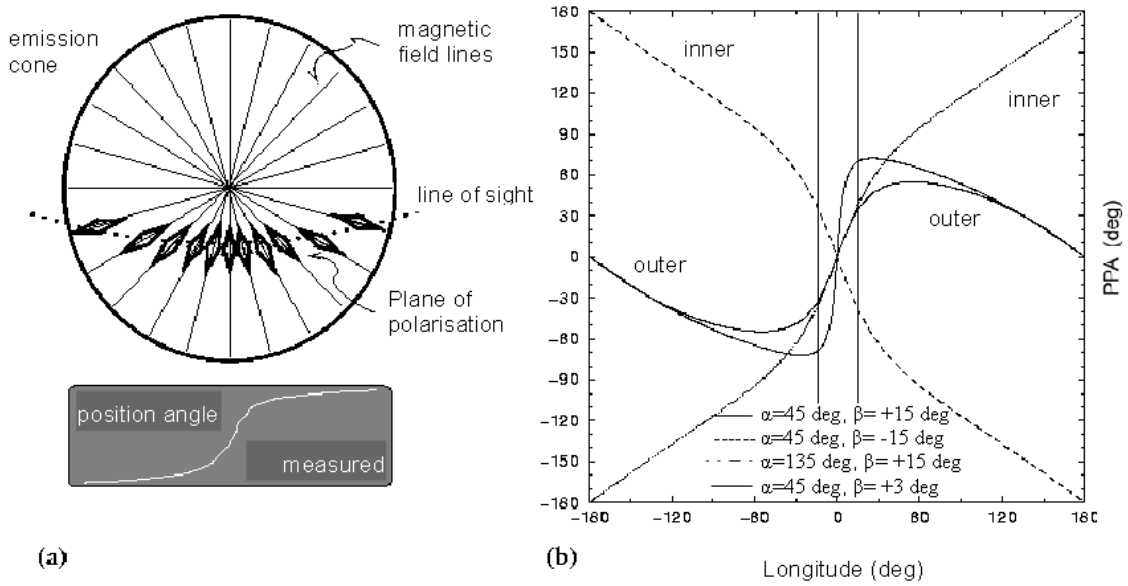 emission
cone
magnetic
field lines
line of sight
Plane of
polarisation
position angle
measured
(a)
180
150
120
90
60
30
0
-30
-60
-90
-120
-150
-180
inner
inner
outer
outer
α=45 deg, β= +15 deg
α=45 deg, β= -15 deg
α=135 deg, β= +15 deg
α=45 deg, β= +3 deg
-180
-120
-60
0
60
120
180
PPA (deg)
(b)
Longitude (deg)